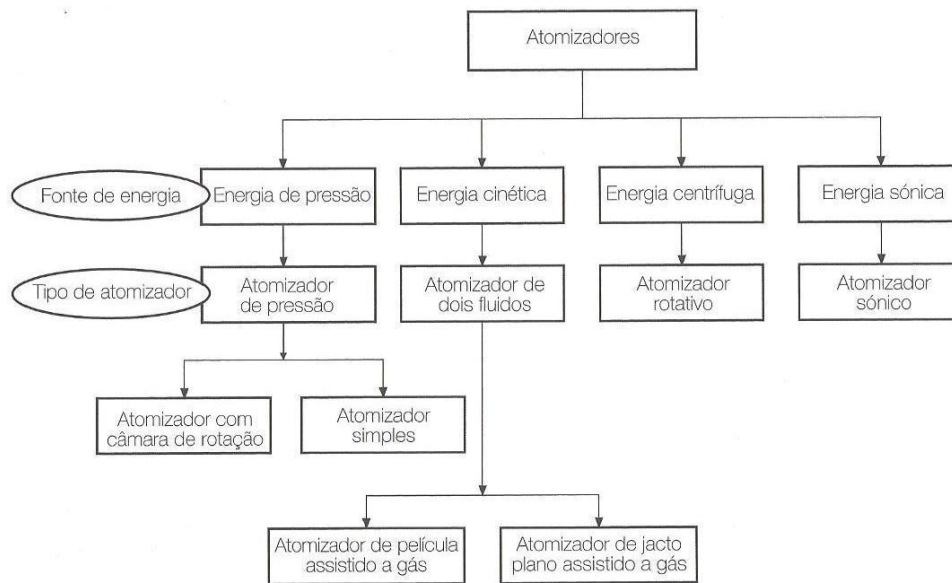 Atomizadores
Fonte de energia
Energia de pressão
Energia cinética
Energia centrífuga
Energia sónica
Tipo de atomizador
Atomizador
de pressão
Atomizador de
dois fluidos
Atomizador
rotativo
Atomizador
sónico
Atomizador com
câmara de rotação
Atomizador
simples
Atomizador de película
assistido a gás
Atomizador de jacto
plano assistido a gás